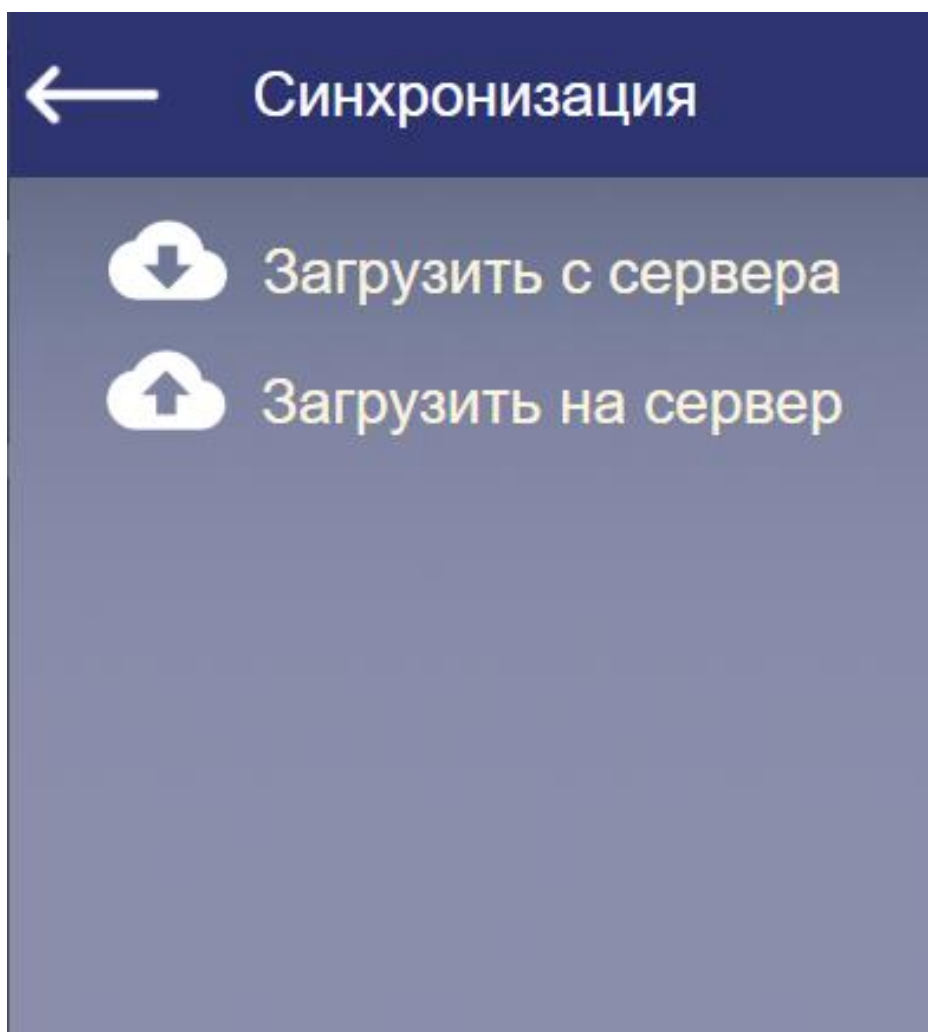 Синхронизация
Загрузить с сервера
Загрузить на сервер